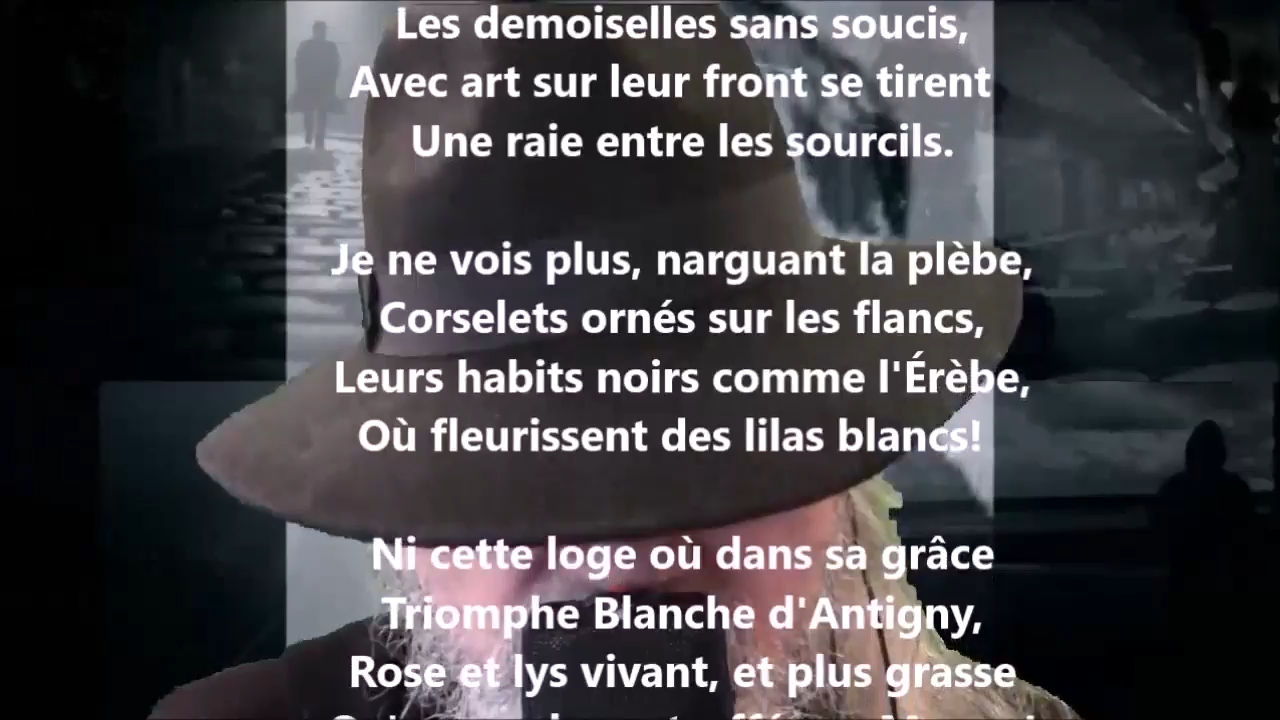 Les demoiselles sans soucis,
Avec art sur leur front se tirent
Une raie entre les sourcils.
Je ne vois plus, narguant la plèbe,
Corselets ornés sur les flancs,
Leurs habits noirs comme l'Érèbe,
Où fleurissent des lilas blancs!
Ni cette loge où dans sa grâce
Triomphe Blanche d'Antigny,
Rose et lys vivant, et plus grasse